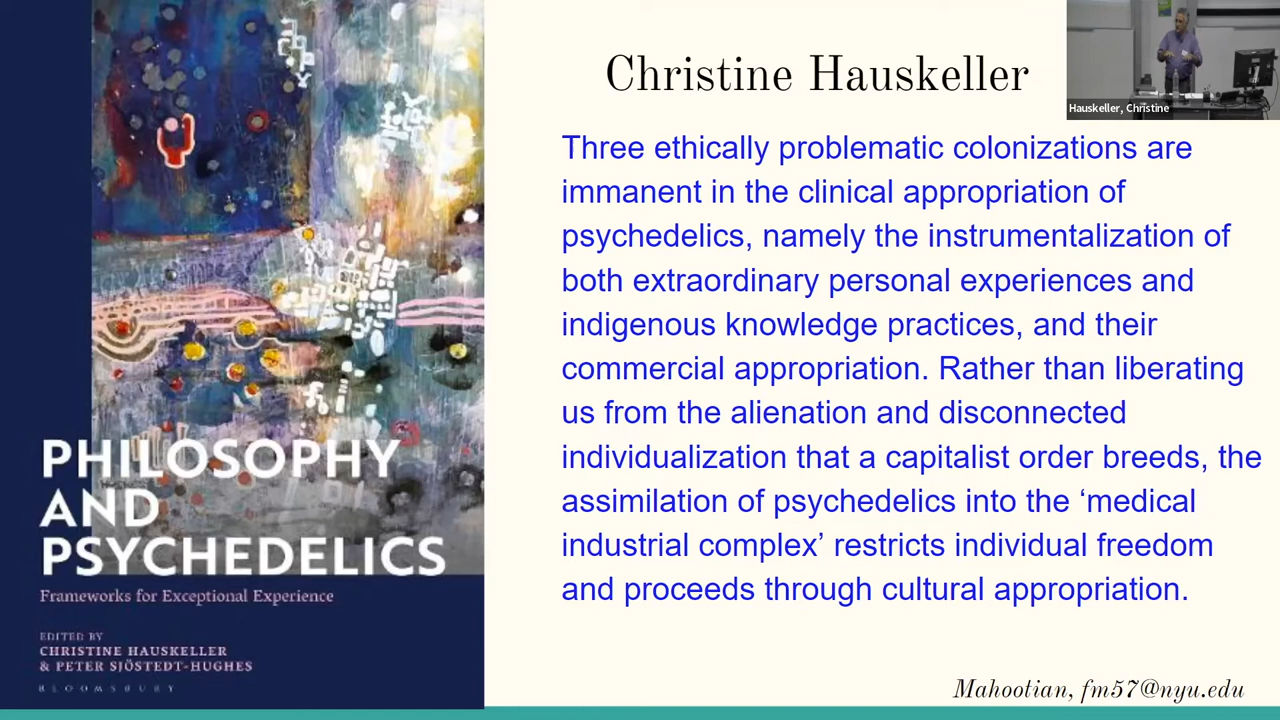 Christine Hauskeller
Hauskeller, Christine
Three ethically problematic colonizations are
immanent in the clinical appropriation of
psychedelics, namely the instrumentalization of
both extraordinary personal experiences and
indigenous knowledge practices, and their
commercial appropriation. Rather than liberating
us from the alienation and disconnected
individualization that a capitalist order breeds, the
assimilation of psychedelics into the ‘medical
industrial complex’ restricts individual freedom
and proceeds through cultural appropriation.
PHILOSOPHY
AND
PSYCHEDELICS
Frameworks for Exceptional Experience
EDITED BY
CHRISTINE HAUSKELLER
& PETER SJÖSTEDT-HUGHES
BLOOMSBURY
Mahootian, fm57@nyu.edu